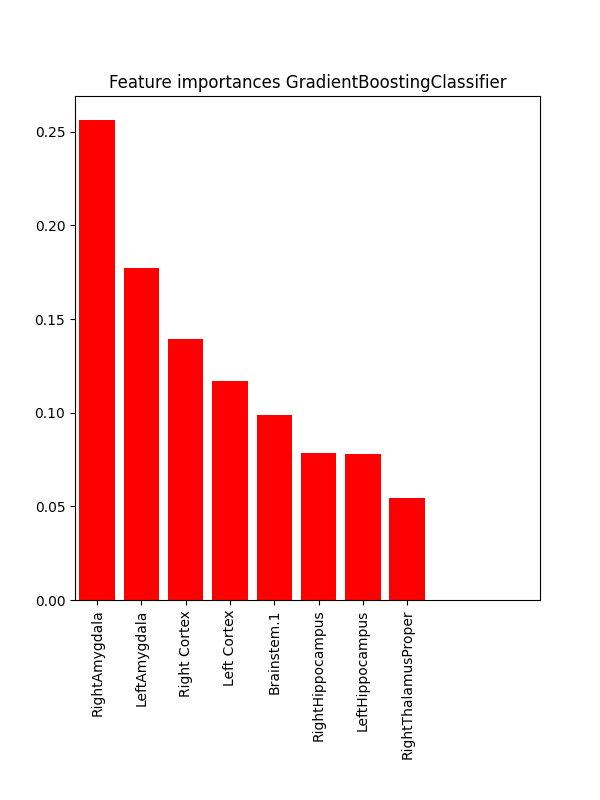 Feature importances GradientBoostingClassifier
0.25
0.20
0.15
0.10
0.05
0.00
RightAmygdala
LeftAmygdala
Right Cortex
Left Cortex
Brainstem.1
RightHippocampus
LeftHippocampus
RightThalamusProper